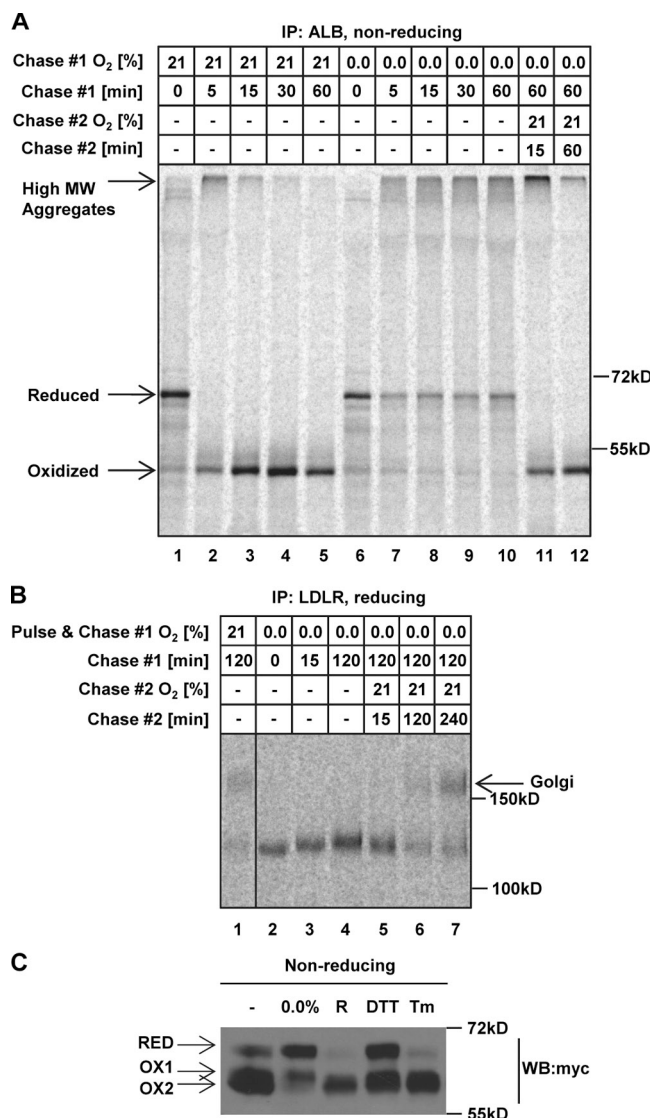 A
IP: ALB, non-reducing
Chase #1 O2 [%] 21 21 21 21 21 0.0 0.0 0.0 0.0 0.0 0.0 0.0
Chase #1 [min] 0 5 15 30 60 0 5 15 30 60 60 60
Chase #2 O2 [%] - - - - - - - - - - 21 21
Chase #2 [min] - - - - - - - - - - 15 60
High MW
Aggregates
Reduced
72kD
55kD
Oxidized
1 2 3 4 5 6 7 8 9 10 11 12
B
IP: LDLR, reducing
Pulse & Chase #1 O2 [%] 21 0.0 0.0 0.0 0.0 0.0 0.0
Chase #1 [min] 120 0 15 120 120 120 120
Chase #2 O2 [%] - - - - 21 21 21
Chase #2 [min] - - - - 15 120 240
Golgi
150kD
100kD
1 2 3 4 5 6 7
C
Non-reducing
- 0.0% R DTT Tm
72kD
RED
OX1
OX2
WB:myc
55kD